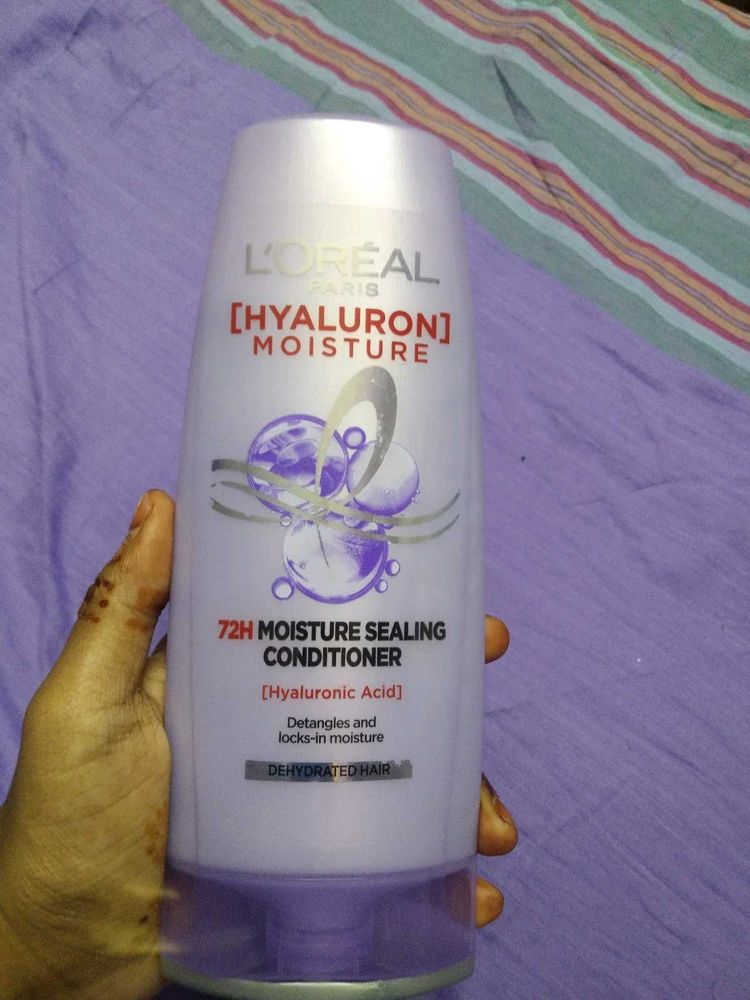 L'ORÉAL
PARIS
[HYALURON]
MOISTURE
72H MOISTURE SEALING
CONDITIONER
[Hyaluronic Acid]
Detangles and
locks-in moisture
DEHYDRATED HAIR